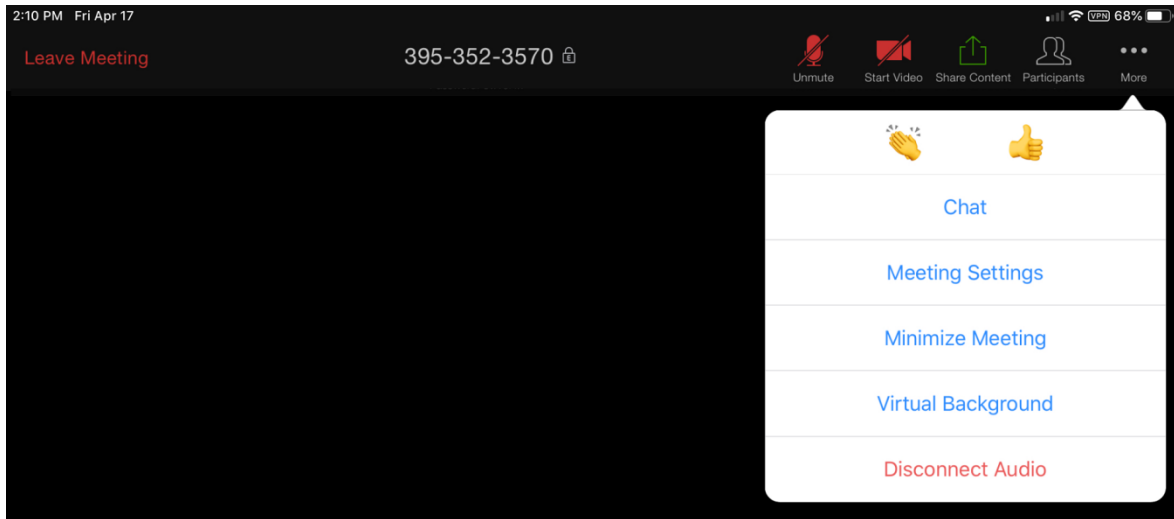 2:10 PM Fri Apr 17 VPN 68%
Leave Meeting 395-352-3570
Unmute Start Video Share Content Participants More
Chat
Meeting Settings
Minimize Meeting
Virtual Background
Disconnect Audio